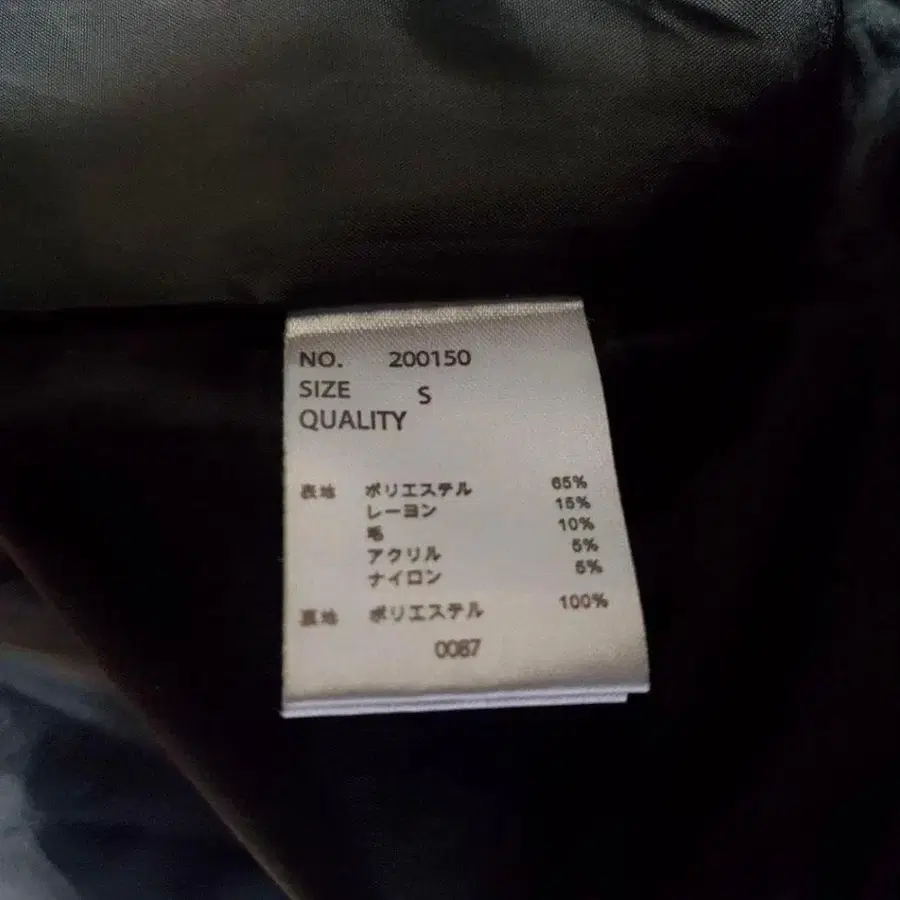 NO. 200150
SIZE S
QUALITY
表地 ポリエステル 65%
レーヨン 15%
毛 10%
アクリル 5%
ナイロン 5%
裏地 ポリエステル 100%
0087